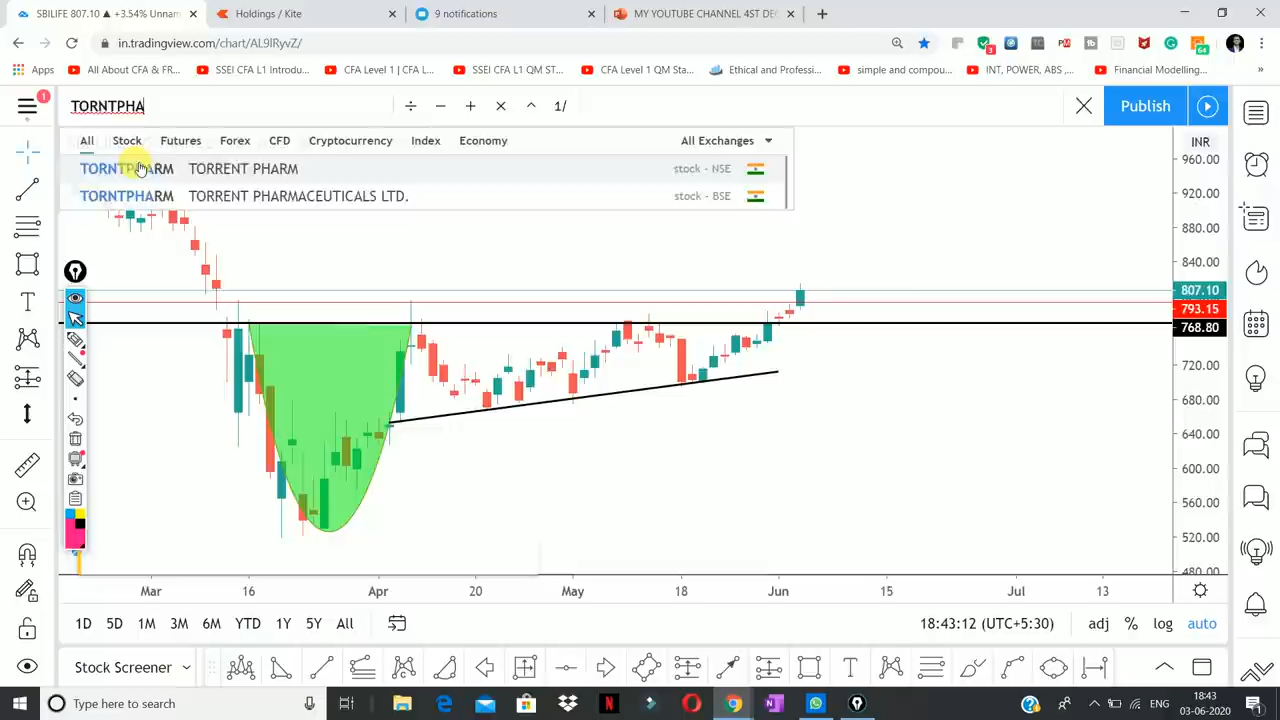 SBILIFE 807.10 ▲ +3.54% Unnam
Holdings / Kite
9 notifications
MY YOUTUBE CHANNEL 4ST DEC
in.tradingview.com/chart/AL9lRyvZ/
Apps
All About CFA & FR...
SSEI CFA L1 Introdu...
CFA Level 1 | CFA L...
SSEI CFA L1 QM ST...
CFA Level 1 QM Sta...
Ethical and Professi...
simple and compou...
INT, POWER, ABS ,...
Financial Modelling...
TORNTPHA
1/
Publish
All
Stock
Futures
Forex
CFD
Cryptocurrency
Index
Economy
All Exchanges
TORNTPHARM TORRENT PHARM stock - NSE
TORNTPHARM TORRENT PHARMACEUTICALS LTD. stock - BSE
INR
960.00
920.00
880.00
840.00
807.10
793.15
768.80
720.00
680.00
640.00
600.00
560.00
520.00
480.00
Mar 16 Apr 20 May 18 Jun 15 Jul 13
1D 5D 1M 3M 6M YTD 1Y 5Y All
18:43:12 (UTC+5:30)
adj % log auto
Stock Screener
Type here to search
ENG
18:43
03-06-2020